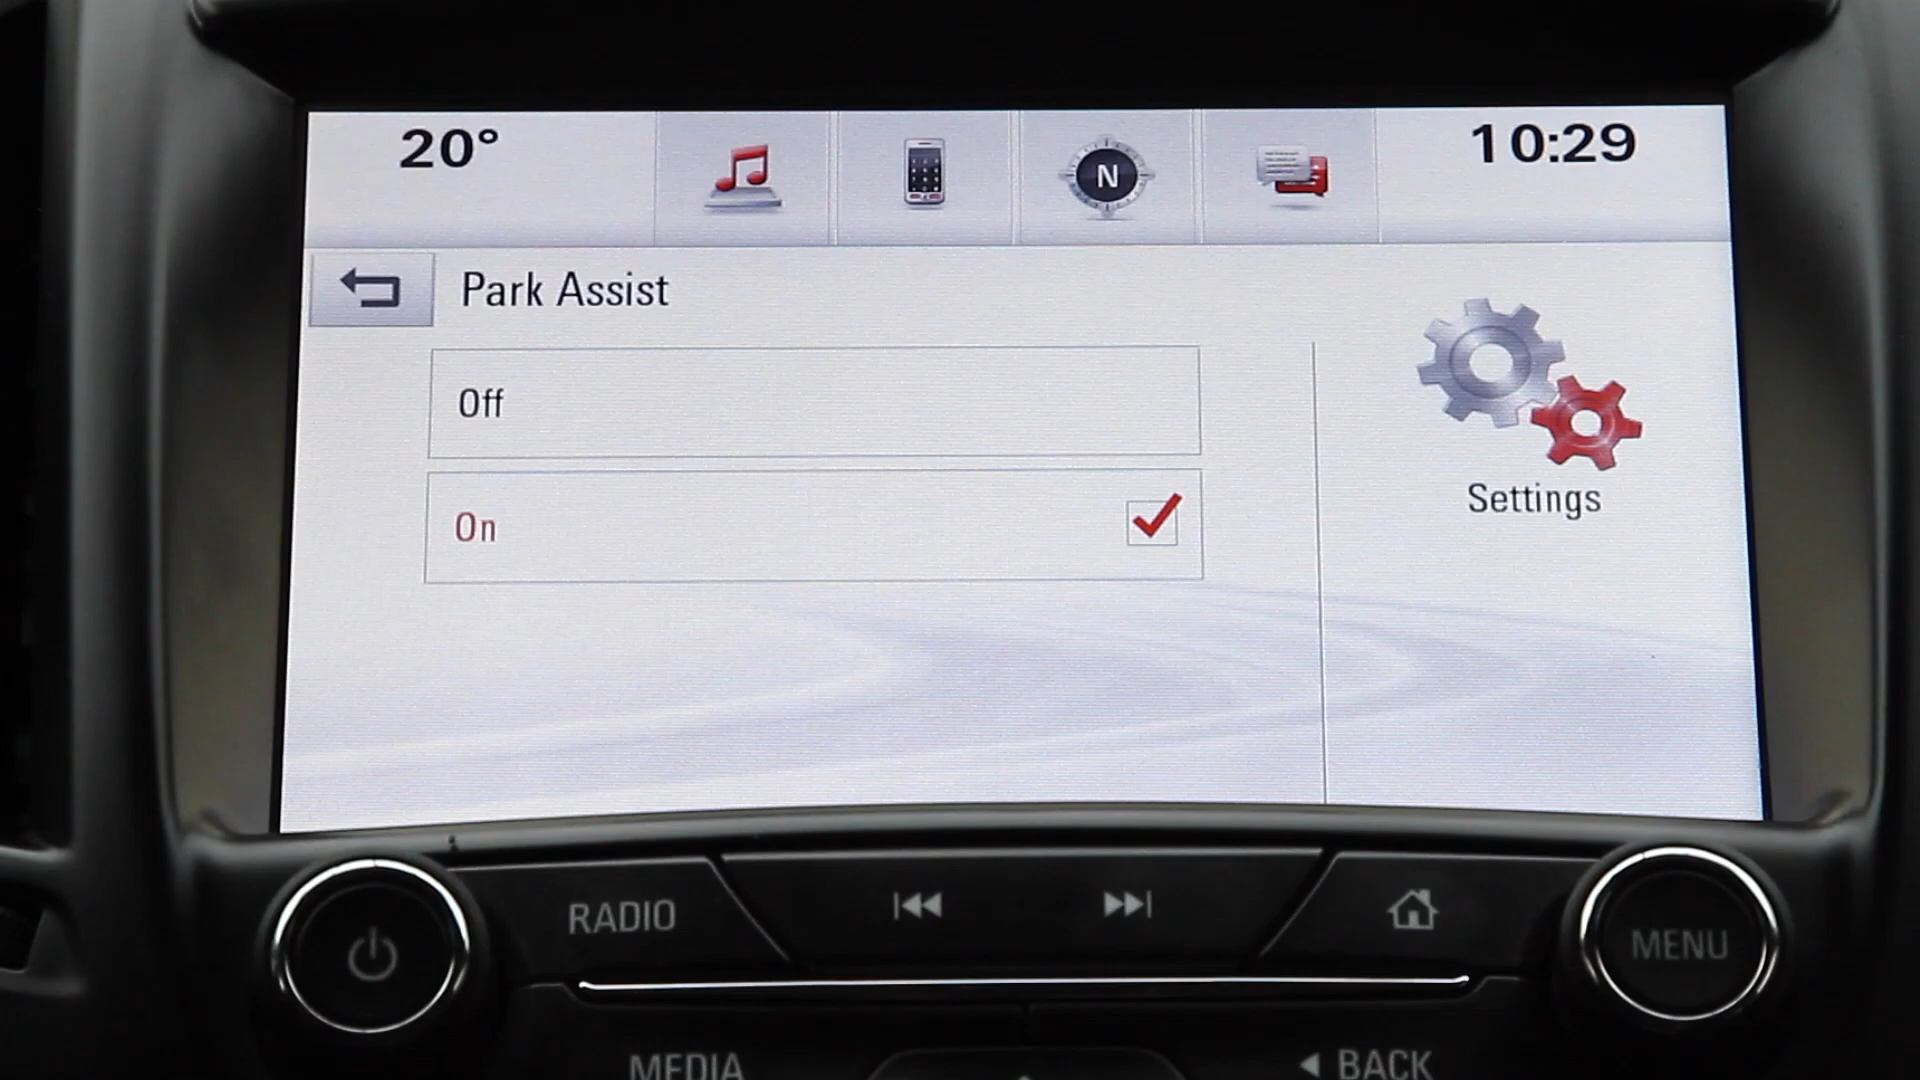 20°
N
10:29
Park Assist
Off
On
Settings
RADIO
MENU
MEDIA
BACK